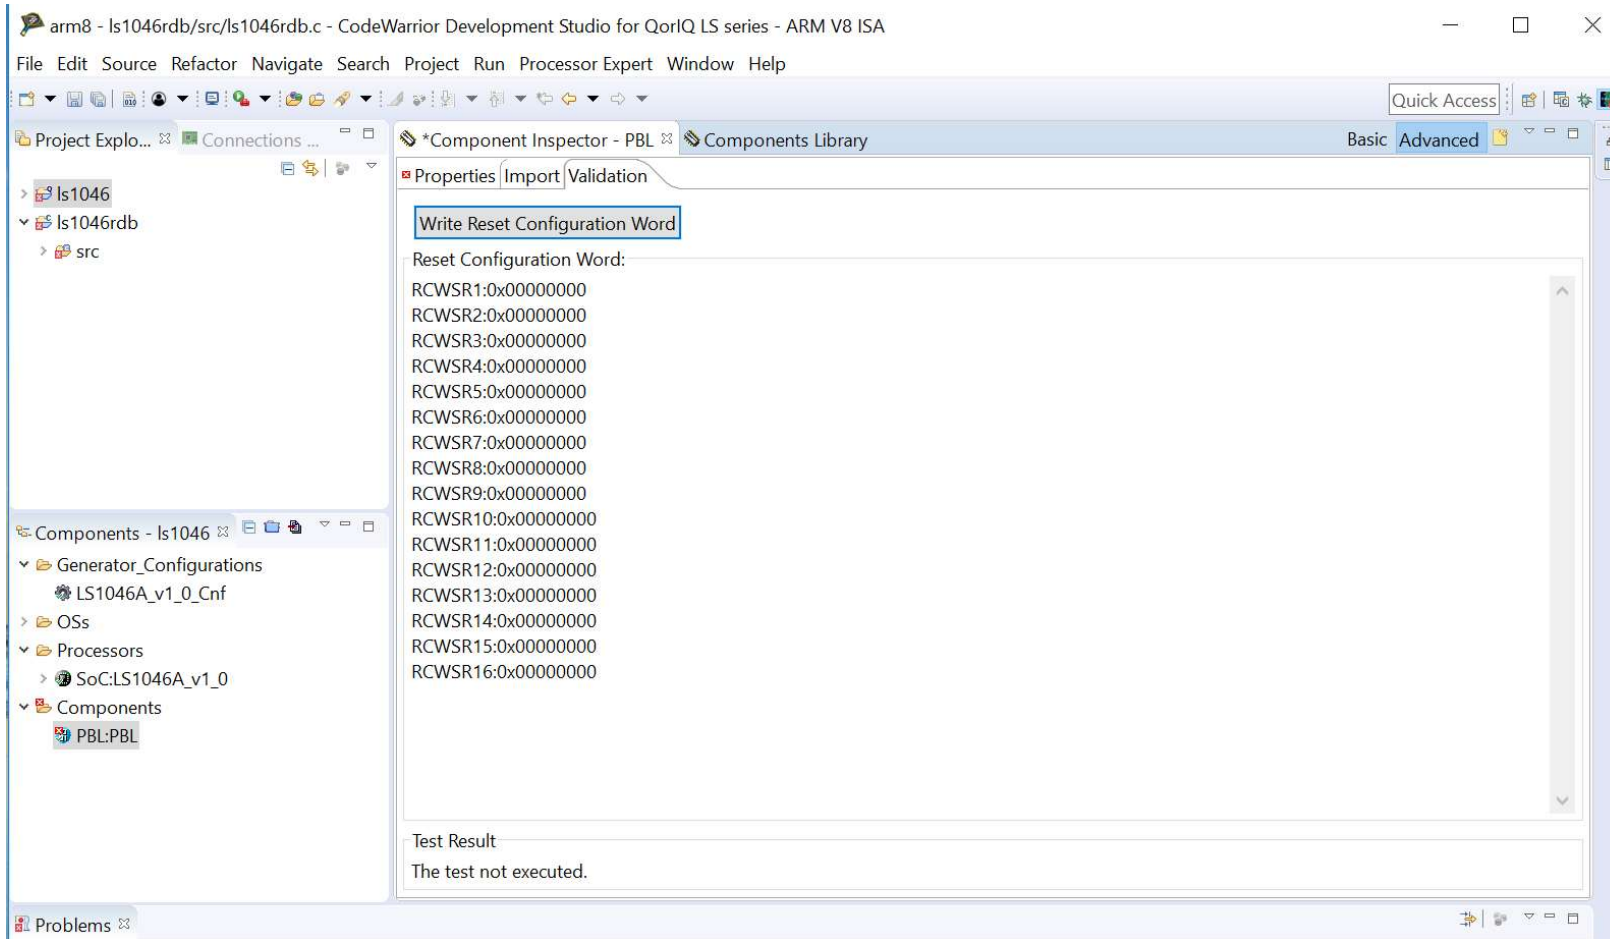 arm8 - ls1046rdb/src/ls1046rdb.c - CodeWarrior Development Studio for QorIQ LS series - ARM V8 ISA
File Edit Source Refactor Navigate Search Project Run Processor Expert Window Help
Quick Access
Project Explo... Connections ...
ls1046
ls1046rdb
src
*Component Inspector - PBL Components Library Basic Advanced
Properties Import Validation
Write Reset Configuration Word
Reset Configuration Word:
RCWSR1:0x00000000
RCWSR2:0x00000000
RCWSR3:0x00000000
RCWSR4:0x00000000
RCWSR5:0x00000000
RCWSR6:0x00000000
RCWSR7:0x00000000
RCWSR8:0x00000000
RCWSR9:0x00000000
RCWSR10:0x00000000
RCWSR11:0x00000000
RCWSR12:0x00000000
RCWSR13:0x00000000
RCWSR14:0x00000000
RCWSR15:0x00000000
RCWSR16:0x00000000
Test Result
The test not executed.
Components - ls1046
Generator_Configurations
LS1046A_v1_0_Cnf
OSs
Processors
SoC:LS1046A_v1_0
Components
PBL:PBL
Problems